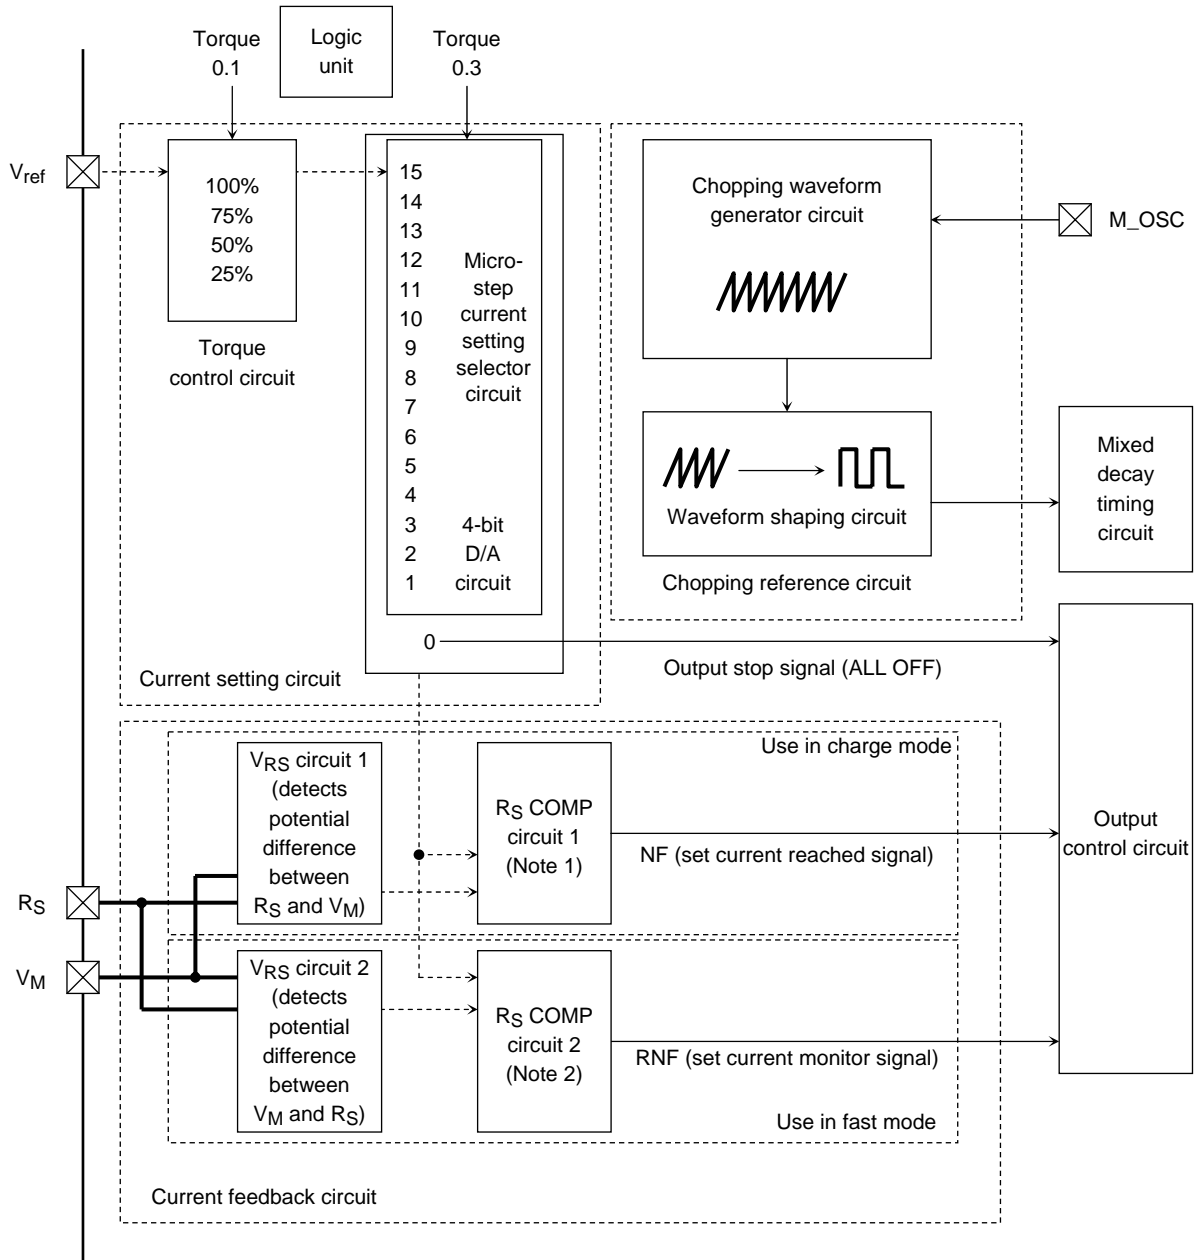 Torque
0.1
Logic
unit
Torque
0.3
Vref
100%
75%
50%
25%
Torque
control circuit
15
14
13
12
11
10
9
8
7
6
5
4
3
2
1
Micro-
step
current
setting
selector
circuit
4-bit
D/A
circuit
0
Current setting circuit
Chopping waveform
generator circuit
M_OSC
Waveform shaping circuit
Chopping reference circuit
Mixed
decay
timing
circuit
Output stop signal (ALL OFF)
Use in charge mode
VRS circuit 1
(detects
potential
difference
between
RS and VM)
RS COMP
circuit 1
(Note 1)
NF (set current reached signal)
Output
control circuit
RS
VM
VRS circuit 2
(detects
potential
difference
between
VM and RS)
RS COMP
circuit 2
(Note 2)
RNF (set current monitor signal)
Use in fast mode
Current feedback circuit